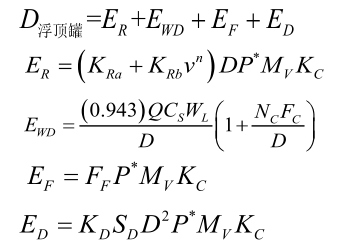 D浮顶罐=E_R+E_WD+E_F+E_D
E_R=(K_Ra+K_Rb v^n)DP*M_V K_C
E_WD=(0.943)QC_S W_L/D(1+N_C F_C/D)
E_F=F_F P*M_V K_C
E_D=K_D S_D D^2 P*M_V K_C